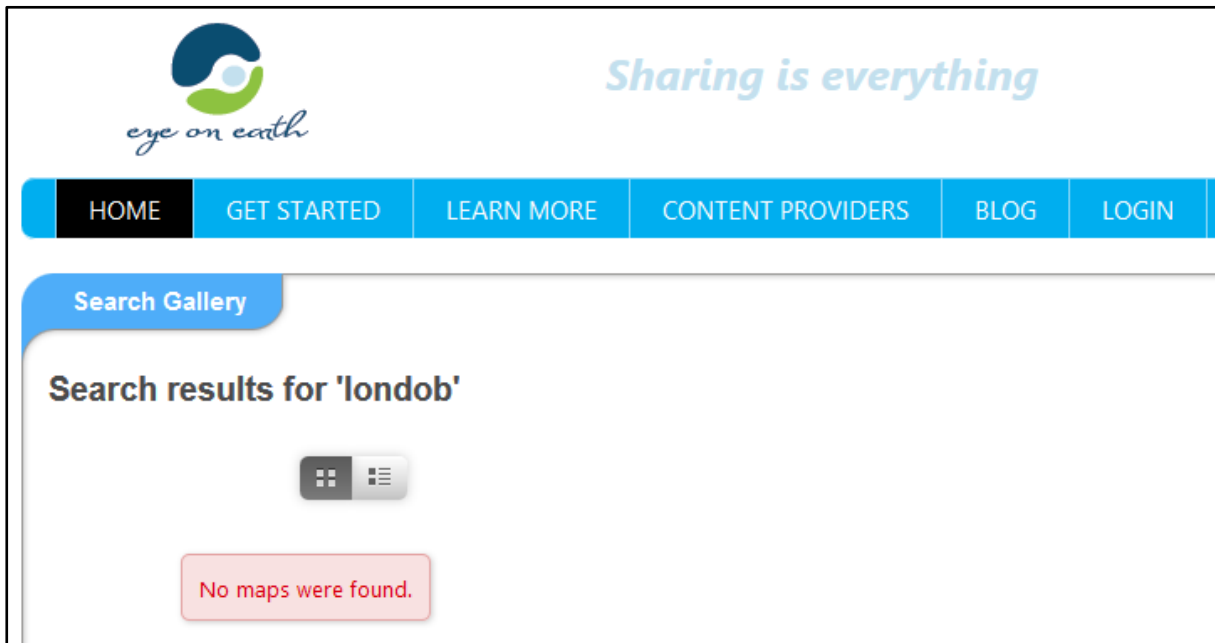 eye on earth
Sharing is everything
HOME GET STARTED LEARN MORE CONTENT PROVIDERS BLOG LOGIN
Search Gallery
Search results for 'londob'
No maps were found.